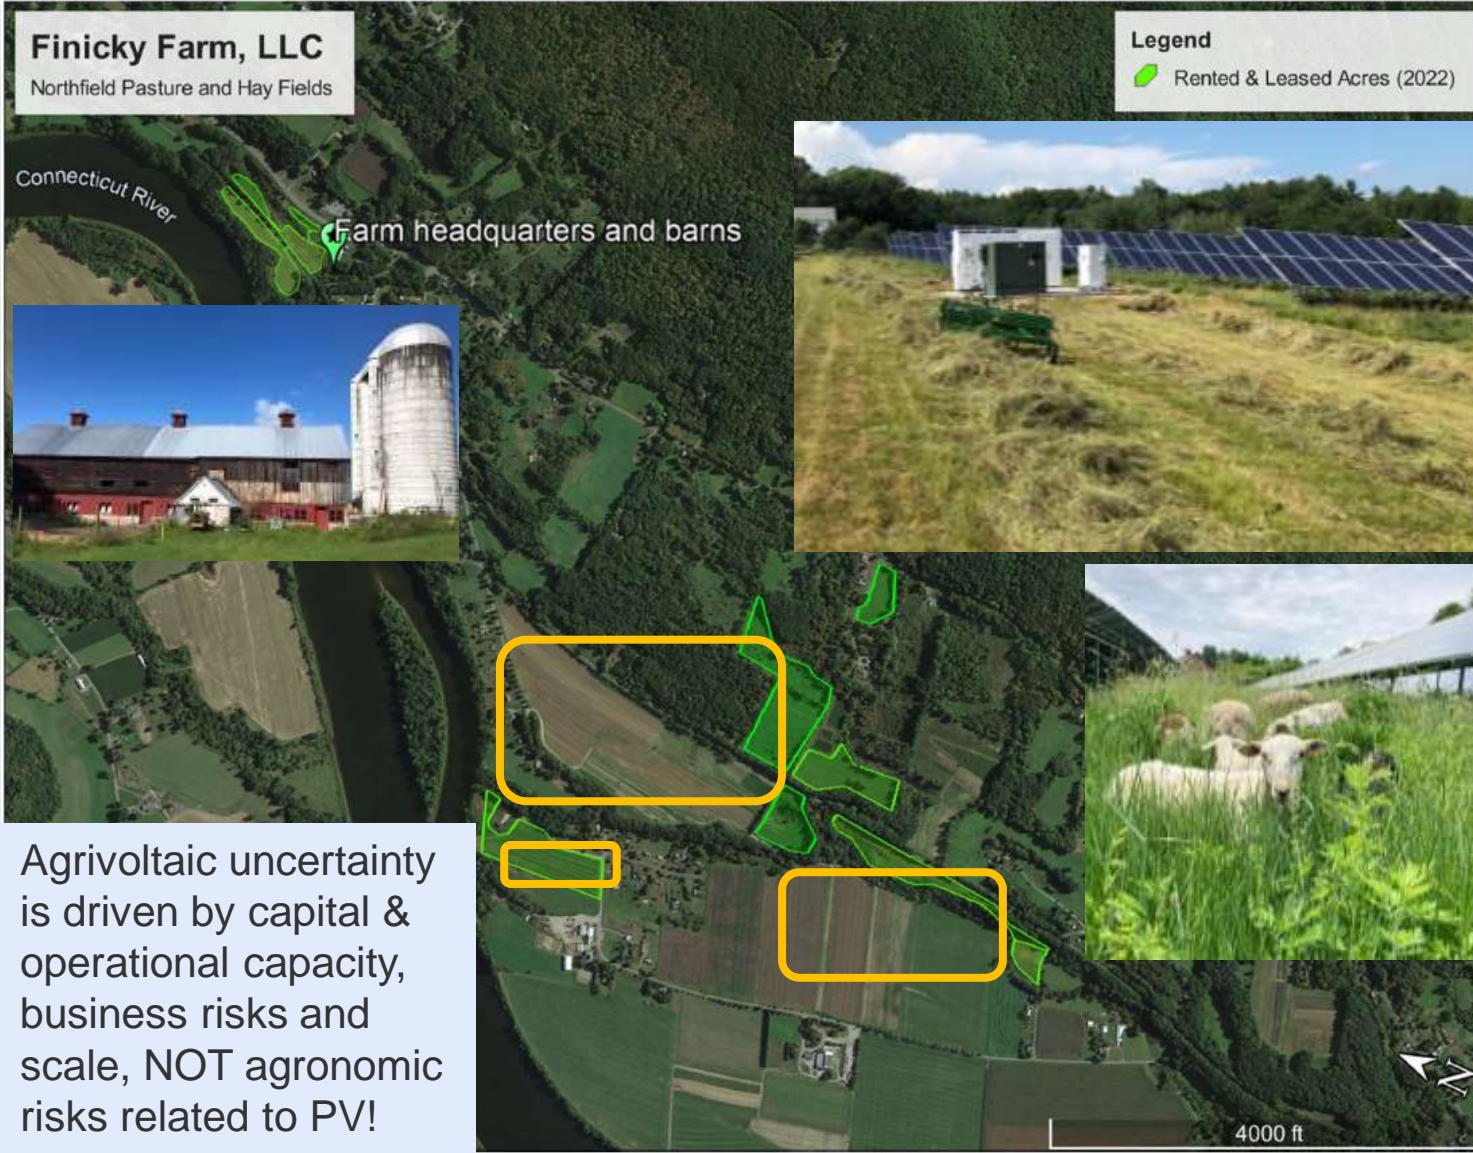 Finicky Farm, LLC
Northfield Pasture and Hay Fields
Legend
Rented & Leased Acres (2022)
Connecticut River
Farm headquarters and barns
Agrivoltaic uncertainty
is driven by capital &
operational capacity,
business risks and
scale, NOT agronomic
risks related to PV!
N
4000 ft